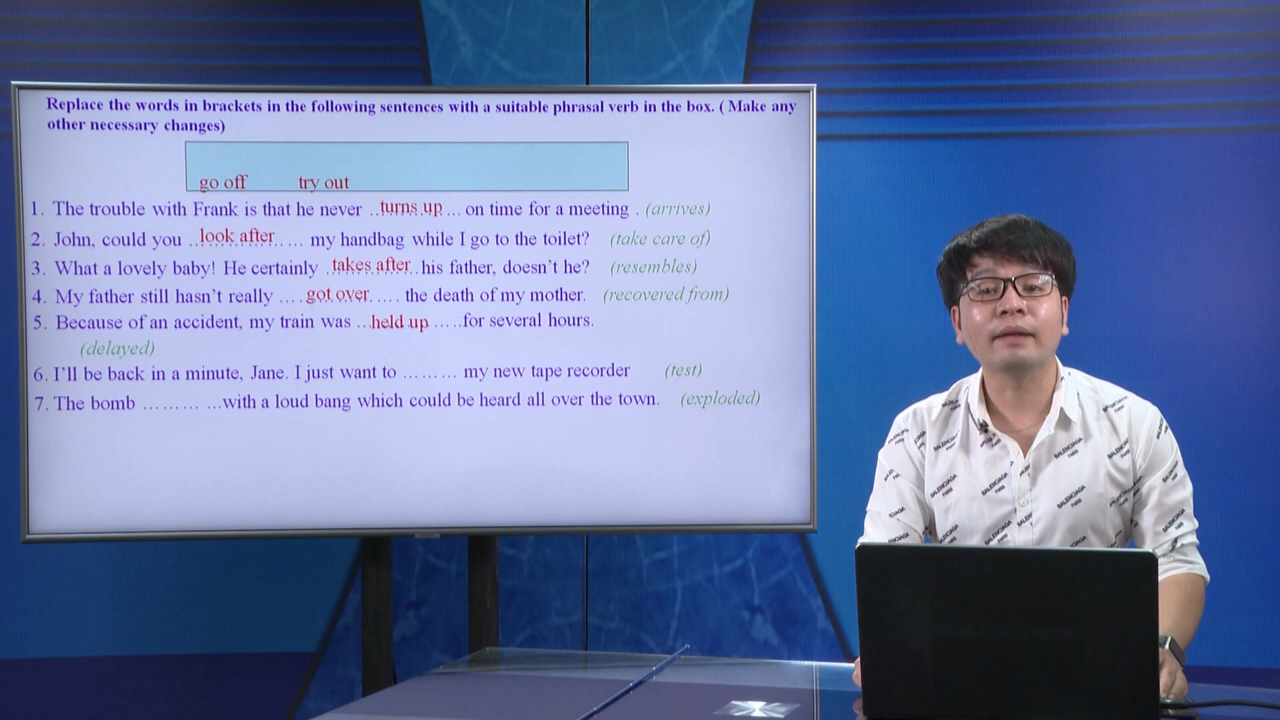 Replace the words in brackets in the following sentences with a suitable phrasal verb in the box. ( Make any
other necessary changes)
go off try out
1. The trouble with Frank is that he never ..turns up... on time for a meeting . (arrives)
2. John, could you ..look after..... my handbag while I go to the toilet? (take care of)
3. What a lovely baby! He certainly .takes after..his father, doesn't he? (resembles)
4. My father still hasn't really ....got over..... the death of my mother. (recovered from)
5. Because of an accident, my train was ...held up.....for several hours.
(delayed)
6. I'll be back in a minute, Jane. I just want to ……… my new tape recorder (test)
7. The bomb ……… …with a loud bang which could be heard all over the town. (exploded)
BALENCIAGA
PARIS